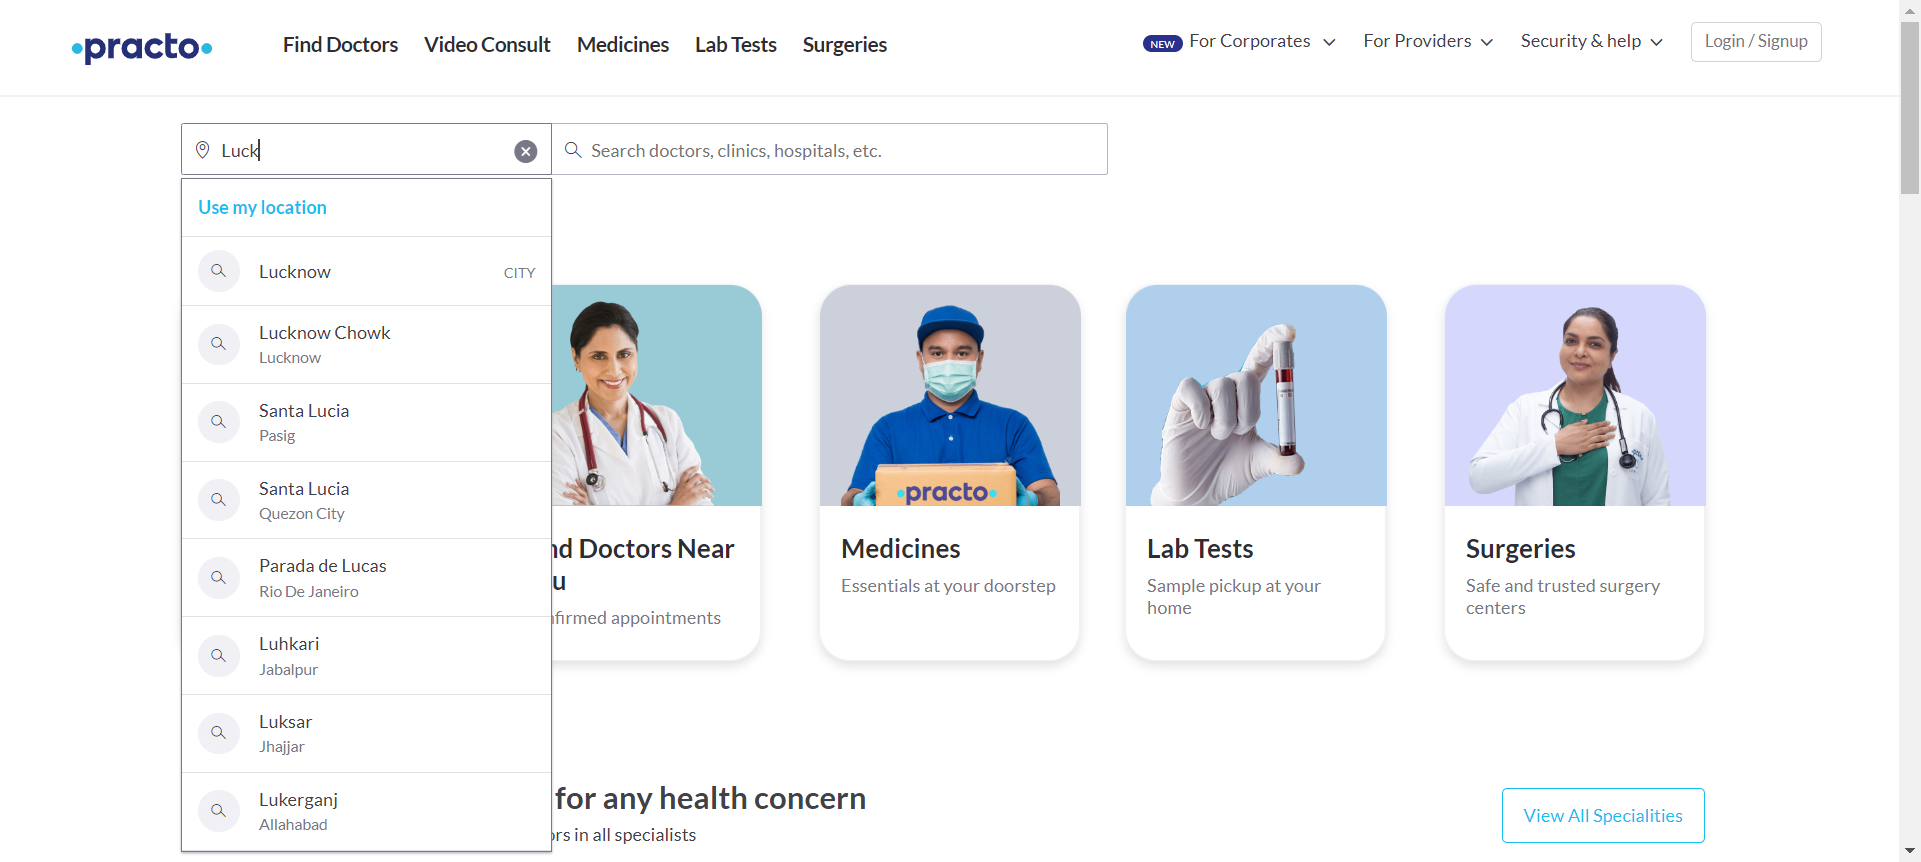 practo
Find Doctors
Video Consult
Medicines
Lab Tests
Surgeries
NEW For Corporates
For Providers
Security & help
Login / Signup
Luck
Search doctors, clinics, hospitals, etc.
Use my location
Lucknow CITY
Lucknow Chowk
Lucknow
Santa Lucia
Pasig
Santa Lucia
Quezon City
Parada de Lucas
Rio De Janeiro
Luhkari
Jabalpur
Luksar
Jhajjar
Lukerganj
Allahabad
nd Doctors Near
u
firmed appointments
practo
Medicines
Essentials at your doorstep
Lab Tests
Sample pickup at your
home
Surgeries
Safe and trusted surgery
centers
for any health concern
ors in all specialists
View All Specialities